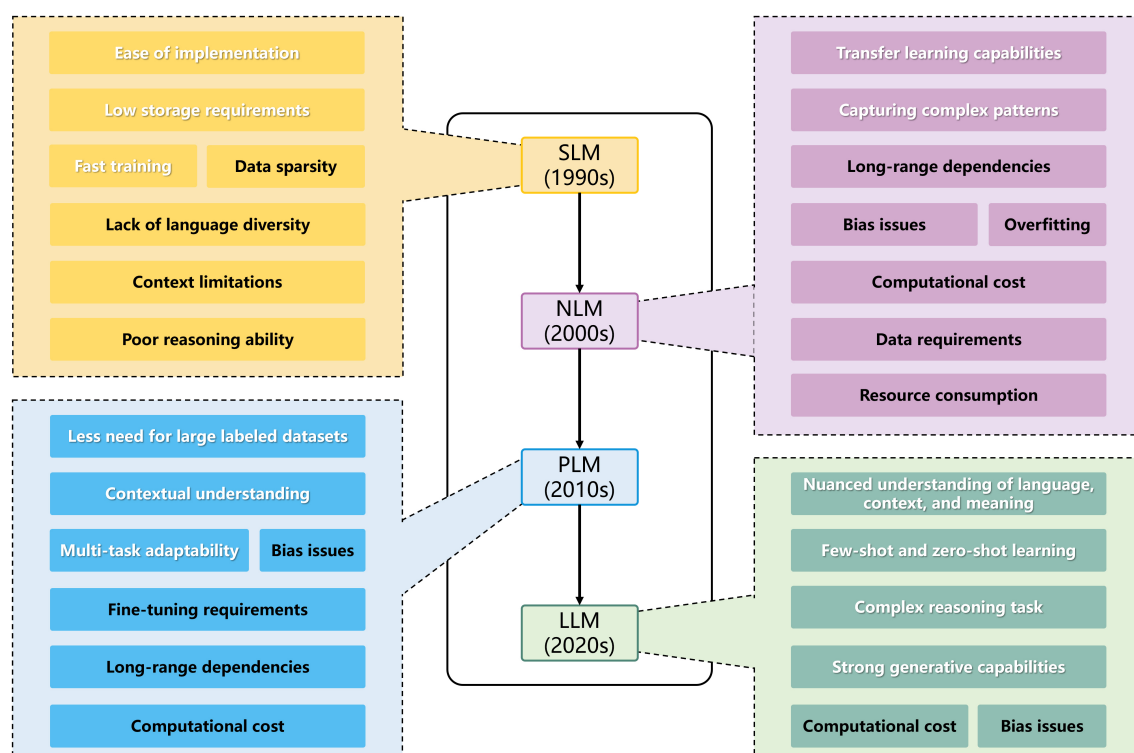 Ease of implementation
Low storage requirements
Fast training
Data sparsity
Lack of language diversity
Context limitations
Poor reasoning ability
SLM
(1990s)
NLM
(2000s)
PLM
(2010s)
LLM
(2020s)
Transfer learning capabilities
Capturing complex patterns
Long-range dependencies
Bias issues
Overfitting
Computational cost
Data requirements
Resource consumption
Less need for large labeled datasets
Contextual understanding
Multi-task adaptability
Bias issues
Fine-tuning requirements
Long-range dependencies
Computational cost
Nuanced understanding of language,
context, and meaning
Few-shot and zero-shot learning
Complex reasoning task
Strong generative capabilities
Computational cost
Bias issues